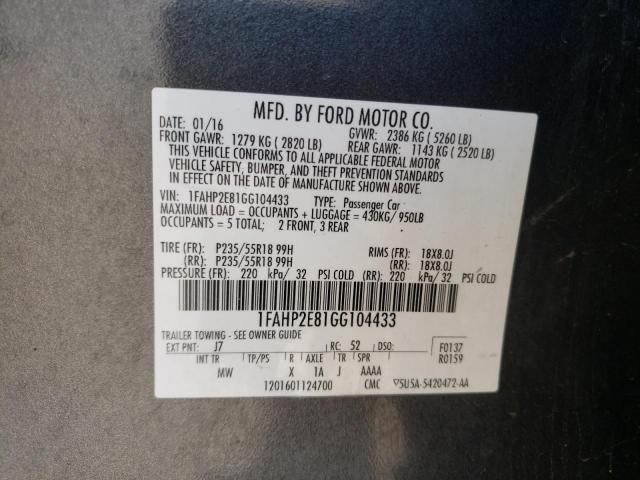 MFD. BY FORD MOTOR CO.
DATE: 01/16 GVWR: 2386 KG ( 5260 LB)
FRONT GAWR: 1279 KG ( 2820 LB) REAR GAWR: 1143 KG ( 2520 LB)
THIS VEHICLE CONFORMS TO ALL APPLICABLE FEDERAL MOTOR
VEHICLE SAFETY, BUMPER, AND THEFT PREVENTION STANDARDS
IN EFFECT ON THE DATE OF MANUFACTURE SHOWN ABOVE.
VIN: 1FAHP2E81GG104433 TYPE: Passenger Car
MAXIMUM LOAD = OCCUPANTS + LUGGAGE = 430KG/ 950LB
OCCUPANTS = 5 TOTAL; 2 FRONT, 3 REAR
TIRE (FR): P235/55R18 99H RIMS (FR): 18X8.0J
(RR): P235/55R18 99H (RR): 18X8.0J
PRESSURE (FR): 220 kPa/ 32 PSI COLD (RR): 220 kPa/ 32 PSI COLD
1FAHP2E81GG104433
TRAILER TOWING - SEE OWNER GUIDE
EXT PNT: J7 RC: 52 DSO: F0137
INT TR TP/PS R AXLE TR SPR R0159
MW X 1A J AAAA
1201601124700 CMC 5USA-5420472-AA